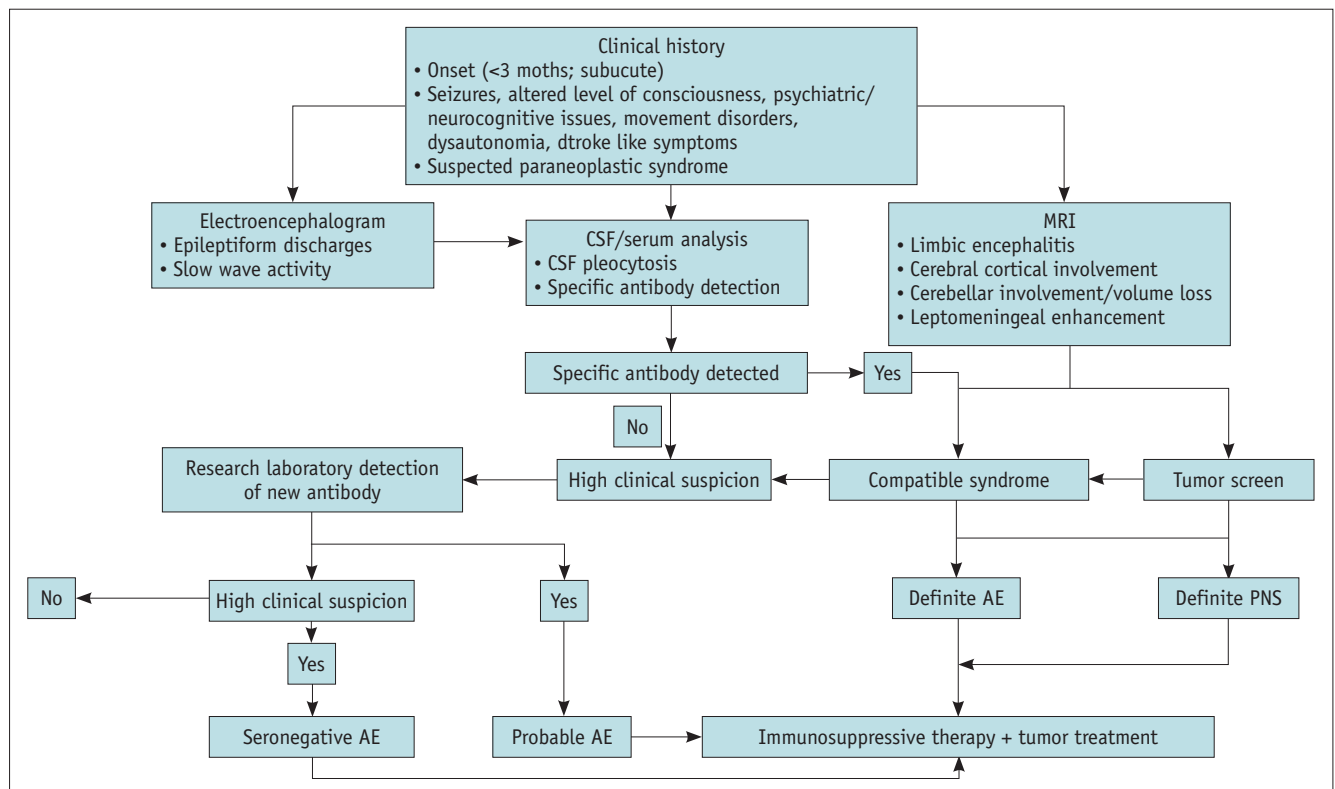 Clinical history
• Onset (<3 moths; subucute)
• Seizures, altered level of consciousness, psychiatric/
neurocognitive issues, movement disorders,
dysautonomia, dtroke like symptoms
• Suspected paraneoplastic syndrome
Electroencephalogram
• Epileptiform discharges
• Slow wave activity
CSF/serum analysis
• CSF pleocytosis
• Specific antibody detection
MRI
• Limbic encephalitis
• Cerebral cortical involvement
• Cerebellar involvement/volume loss
• Leptomeningeal enhancement
Specific antibody detected
Yes
No
Research laboratory detection
of new antibody
High clinical suspicion
Compatible syndrome
Tumor screen
No
High clinical suspicion
Yes
Definite AE
Definite PNS
Yes
Seronegative AE
Probable AE
Immunosuppressive therapy + tumor treatment